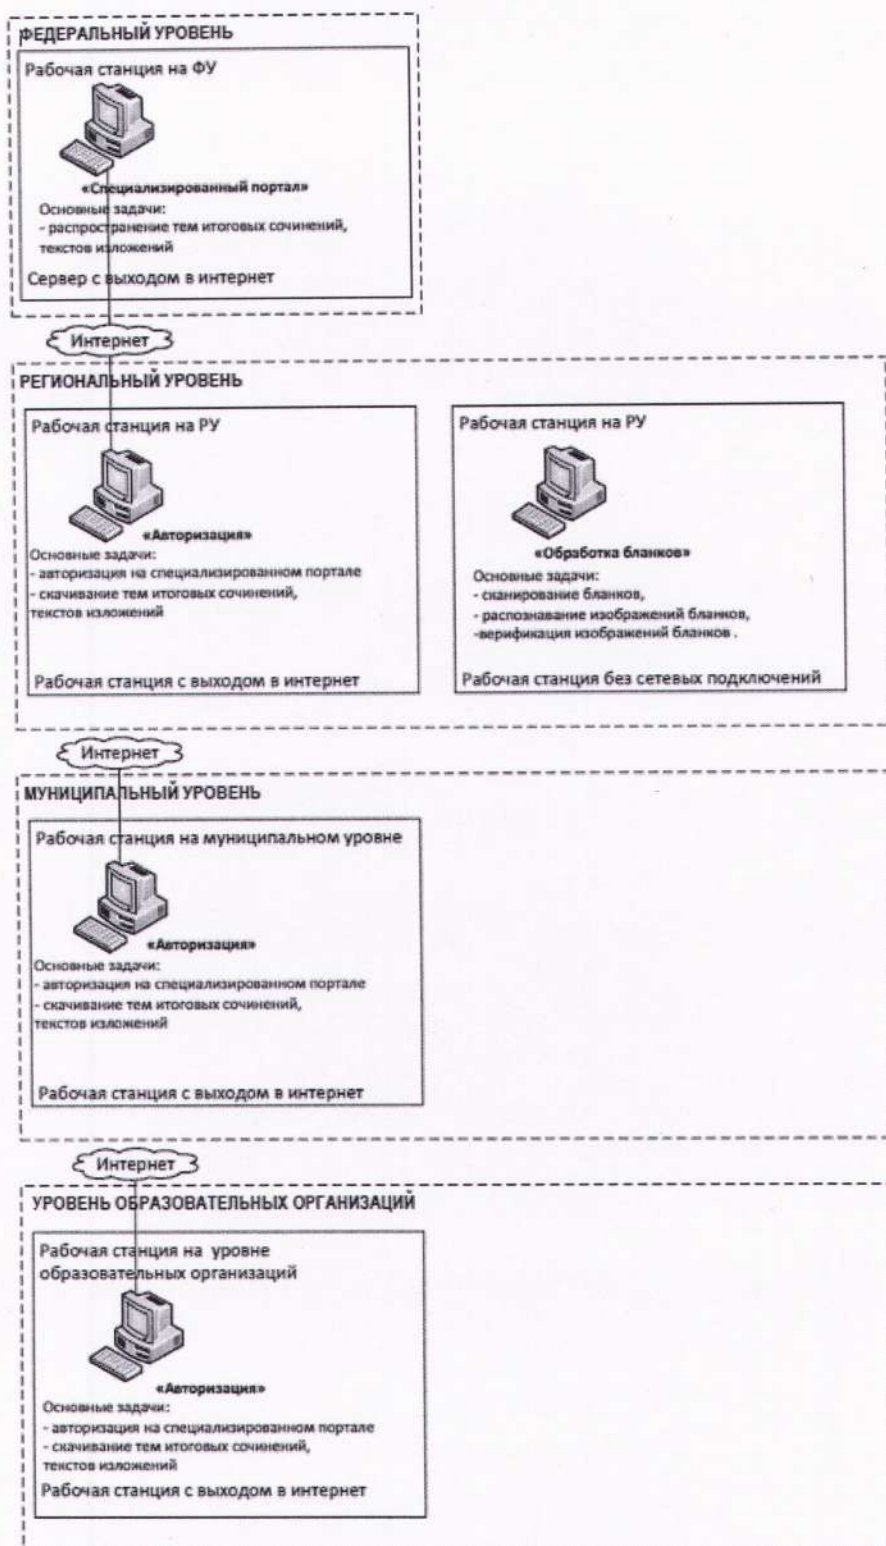 ФЕДЕРАЛЬНЫЙ УРОВЕНЬ
Рабочая станция на ФУ
«Специализированный портал»
Основные задачи:
- распространение тем итоговых сочинений,
текстов изложений
Сервер с выходом в интернет
Интернет
РЕГИОНАЛЬНЫЙ УРОВЕНЬ
Рабочая станция на РУ
«Авторизация»
Основные задачи:
- авторизация на специализированном портале
- скачивание тем итоговых сочинений,
текстов изложений
Рабочая станция с выходом в интернет
Рабочая станция на РУ
«Обработка бланков»
Основные задачи:
- сканирование бланков,
- распознавание изображений бланков,
-верификация изображений бланков .
Рабочая станция без сетевых подключений
Интернет
МУНИЦИПАЛЬНЫЙ УРОВЕНЬ
Рабочая станция на муниципальном уровне
«Авторизация»
Основные задачи:
- авторизация на специализированном портале
- скачивание тем итоговых сочинений,
текстов изложений
Рабочая станция с выходом в интернет
Интернет
УРОВЕНЬ ОБРАЗОВАТЕЛЬНЫХ ОРГАНИЗАЦИЙ
Рабочая станция на уровне
образовательных организаций
«Авторизация»
Основные задачи:
- авторизация на специализированном портале
- скачивание тем итоговых сочинений,
текстов изложений
Рабочая станция с выходом в интернет